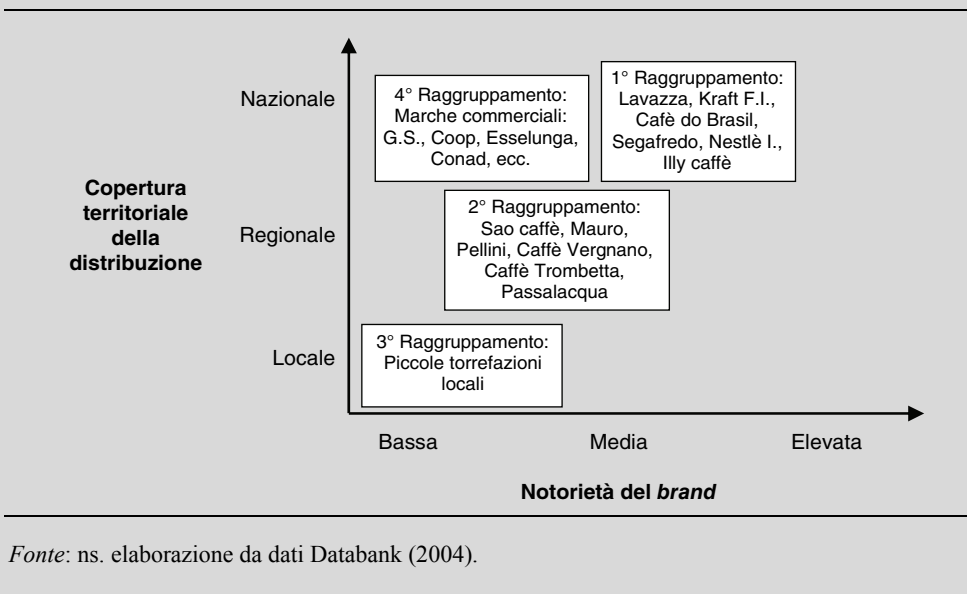 Nazionale
4° Raggruppamento:
Marche commerciali:
G.S., Coop, Esselunga,
Conad, ecc.
1° Raggruppamento:
Lavazza, Kraft F.I.,
Cafè do Brasil,
Segafredo, Nestlè I.,
Illy caffè
Copertura
territoriale
della
distribuzione
Regionale
2° Raggruppamento:
Sao caffè, Mauro,
Pellini, Caffè Vergnano,
Caffè Trombetta,
Passalacqua
Locale
3° Raggruppamento:
Piccole torrefazioni
locali
Bassa
Media
Elevata
Notorietà del brand
Fonte: ns. elaborazione da dati Databank (2004).